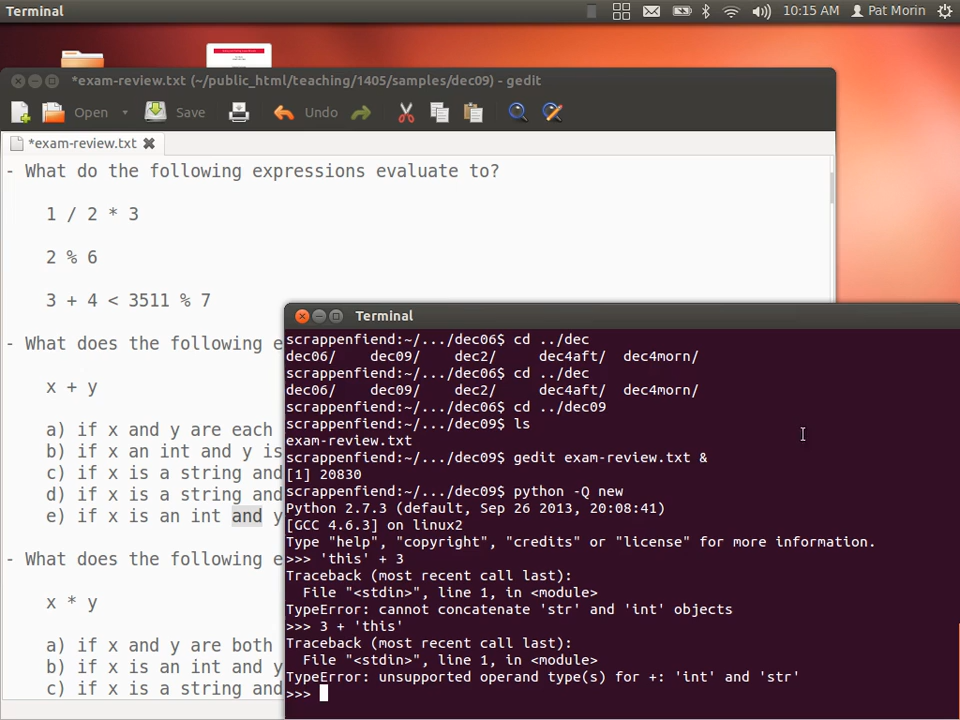 Terminal
10:15 AM
Pat Morin
*exam-review.txt (~/public_html/teaching/1405/samples/dec09) - gedit
Open
Save
Undo
*exam-review.txt
- What do the following expressions evaluate to?
1 / 2 * 3
2 % 6
3 + 4 < 3511 % 7
- What does the following e
x + y
a) if x and y are each
b) if x an int and y is
c) if x is a string and
d) if x is a string and
e) if x is an int and y
- What does the following e
x * y
a) if x and y are both
b) if x is an int and y
c) if x is a string and
Terminal
scrappenfiend:~/.../dec06$ cd ../dec
dec06/ dec09/ dec2/ dec4aft/ dec4morn/
scrappenfiend:~/.../dec06$ cd ../dec
dec06/ dec09/ dec2/ dec4aft/ dec4morn/
scrappenfiend:~/.../dec06$ cd ../dec09
scrappenfiend:~/.../dec09$ ls
exam-review.txt
scrappenfiend:~/.../dec09$ gedit exam-review.txt &
[1] 20830
scrappenfiend:~/.../dec09$ python -Q new
Python 2.7.3 (default, Sep 26 2013, 20:08:41)
[GCC 4.6.3] on linux2
Type "help", "copyright", "credits" or "license" for more information.
>>> 'this' + 3
Traceback (most recent call last):
File "<stdin>", line 1, in <module>
TypeError: cannot concatenate 'str' and 'int' objects
>>> 3 + 'this'
Traceback (most recent call last):
File "<stdin>", line 1, in <module>
TypeError: unsupported operand type(s) for +: 'int' and 'str'
>>>